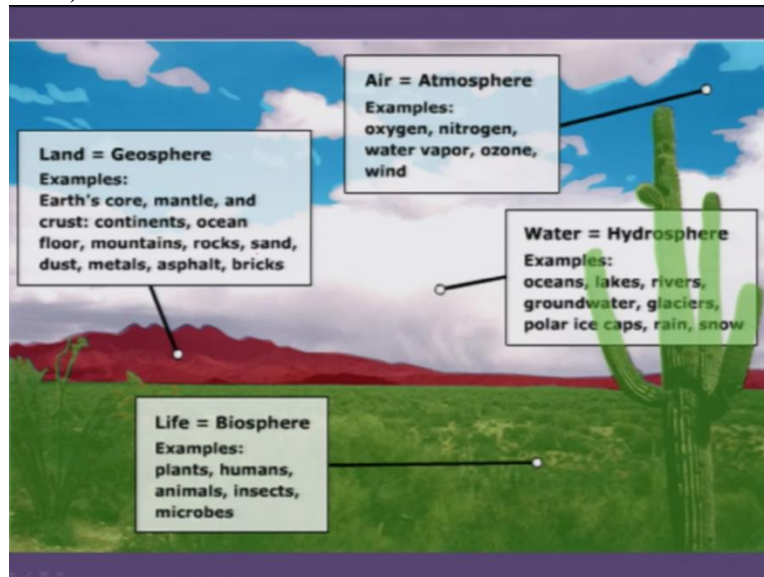 Air = Atmosphere
Examples:
oxygen, nitrogen,
water vapor, ozone,
wind
Land = Geosphere
Examples:
Earth's core, mantle, and
crust: continents, ocean
floor, mountains, rocks, sand,
dust, metals, asphalt, bricks
Water = Hydrosphere
Examples:
oceans, lakes, rivers,
groundwater, glaciers,
polar ice caps, rain, snow
Life = Biosphere
Examples:
plants, humans,
animals, insects,
microbes